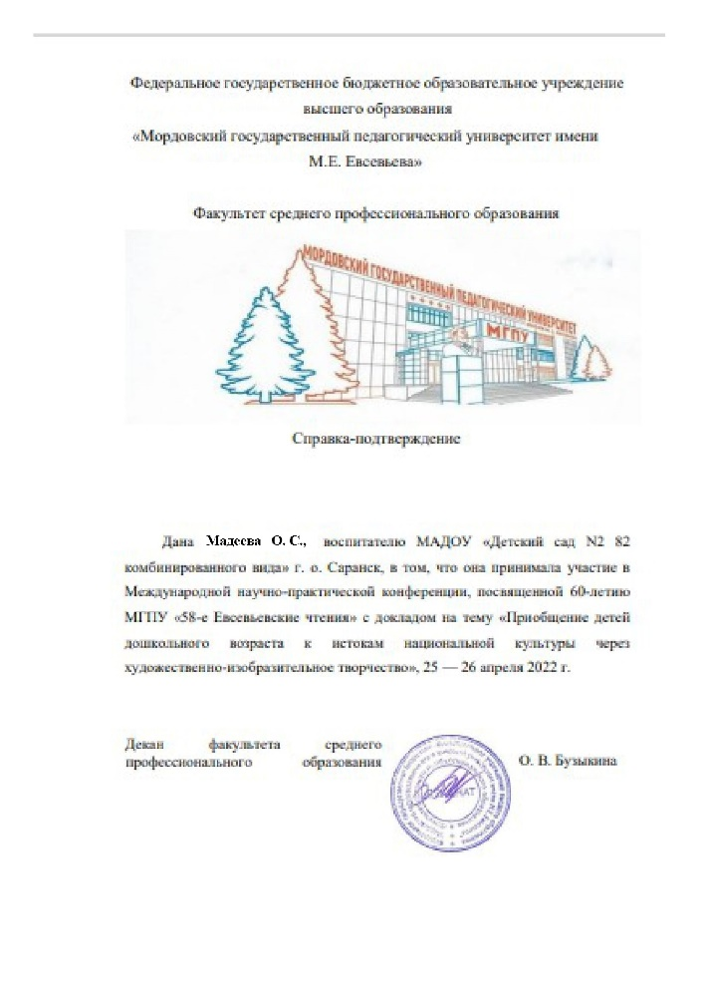 Федеральное государственное бюджетное образовательное учреждение
высшего образования
«Мордовский государственный педагогический университет имени
М.Е. Евсевьева»
Факультет среднего профессионального образования
МОРДОВСКИЙ ГОСУДАРСТВЕННЫЙ ПЕДАГОГИЧЕСКИЙ УНИВЕРСИТЕТ
МГПУ
Справка-подтверждение
Дана Мадеева О. С., воспитателю МАДОУ «Детский сад N2 82
комбинированного вида» г. о. Саранск, в том, что она принимала участие в
Международной научно-практической конференции, посвященной 60-летию
МГПУ «58-е Евсевьевские чтения» с докладом на тему «Приобщение детей
дошкольного возраста к истокам национальной культуры через
художественно-изобразительное творчество», 25 — 26 апреля 2022 г.
Декан факультета среднего
профессионального образования
О. В. Бузыкина